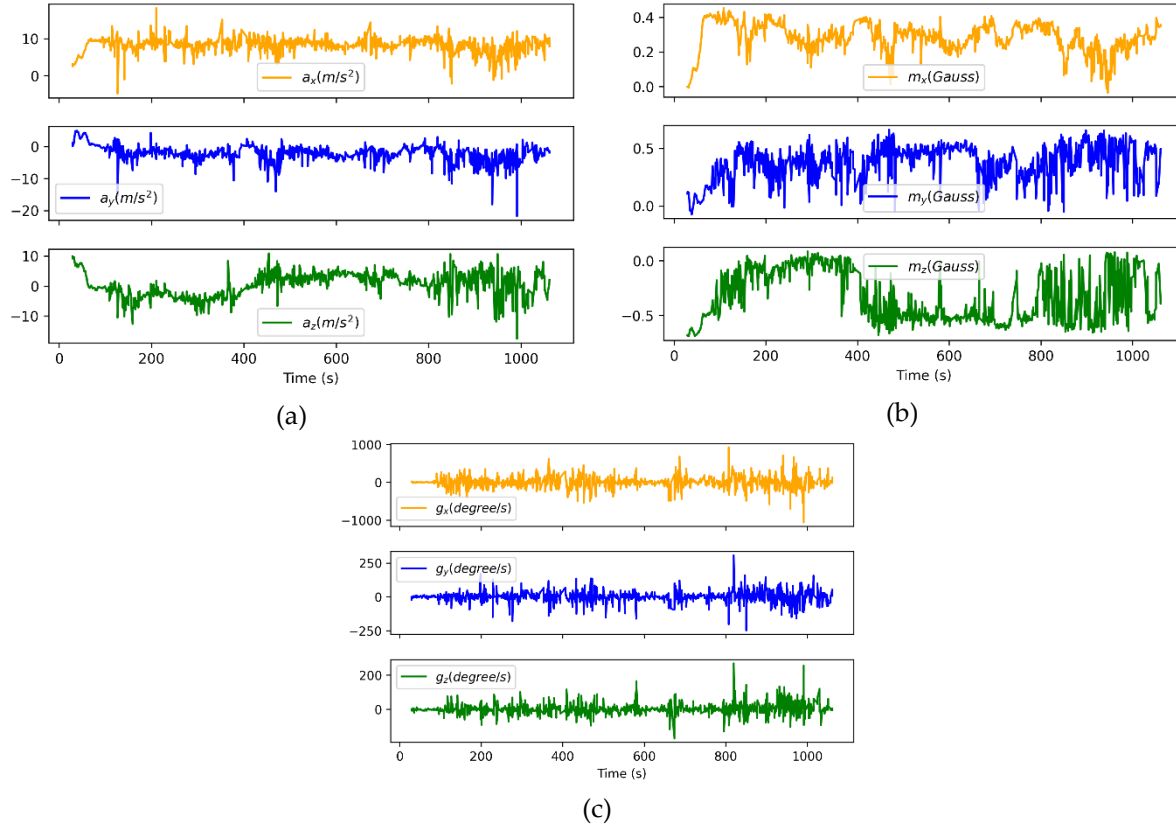 10
0
a_x(m/s^2)
0
−10
−20
a_y(m/s^2)
10
0
−10
a_z(m/s^2)
0 200 400 600 800 1000
Time (s)
(a)
0.4
0.2
0.0
m_x(Gauss)
0.5
0.0
m_y(Gauss)
0.0
−0.5
m_z(Gauss)
0 200 400 600 800 1000
Time (s)
(b)
1000
0
−1000
g_x(degree/s)
250
0
−250
g_y(degree/s)
200
0
g_z(degree/s)
0 200 400 600 800 1000
Time (s)
(c)